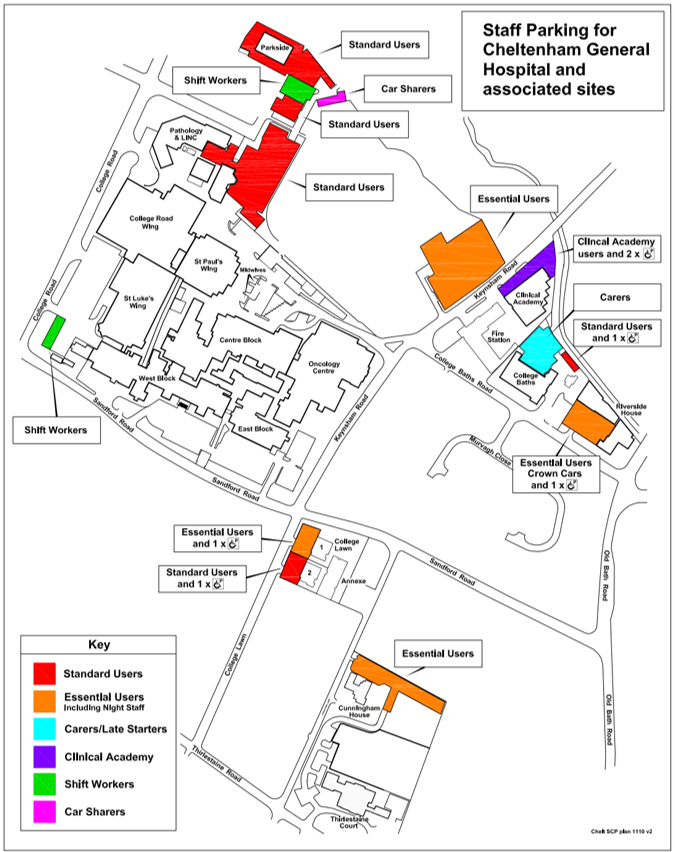 Staff Parking for
Cheltenham General
Hospital and
associated sites
Parkside
Standard Users
Shift Workers
Car Sharers
Standard Users
Pathology
& LINC
Standard Users
College Road
College Road
Wing
Essential Users
St Paul's
Wing
Midwives
Keynsham Road
Clinical Academy
users and 2 x
Clinical
Academy
Carers
St Luke's
Wing
College Road
Fire
Station
Standard Users
and 1 x
Centre Block
Oncology
Centre
College Baths Road
College
Baths
West Block
Riverside
House
Sandford Road
East Block
Keynsham Road
Shift Workers
Murvagh Close
Essential Users
Crown Cars
and 1 x
Sandford Road
Essential Users
and 1 x
1
College
Lawn
Standard Users
and 1 x
2
Annexe
Sandford Road
Old Bath Road
College Lawn
Essential Users
Key
Standard Users
Essential Users
Including Night Staff
Carers/Late Starters
Clinical Academy
Shift Workers
Car Sharers
Cunningham
House
Old Bath Road
Thirlestaine Road
Thirlestaine
Court
Chelt SCP plan 1110 v2